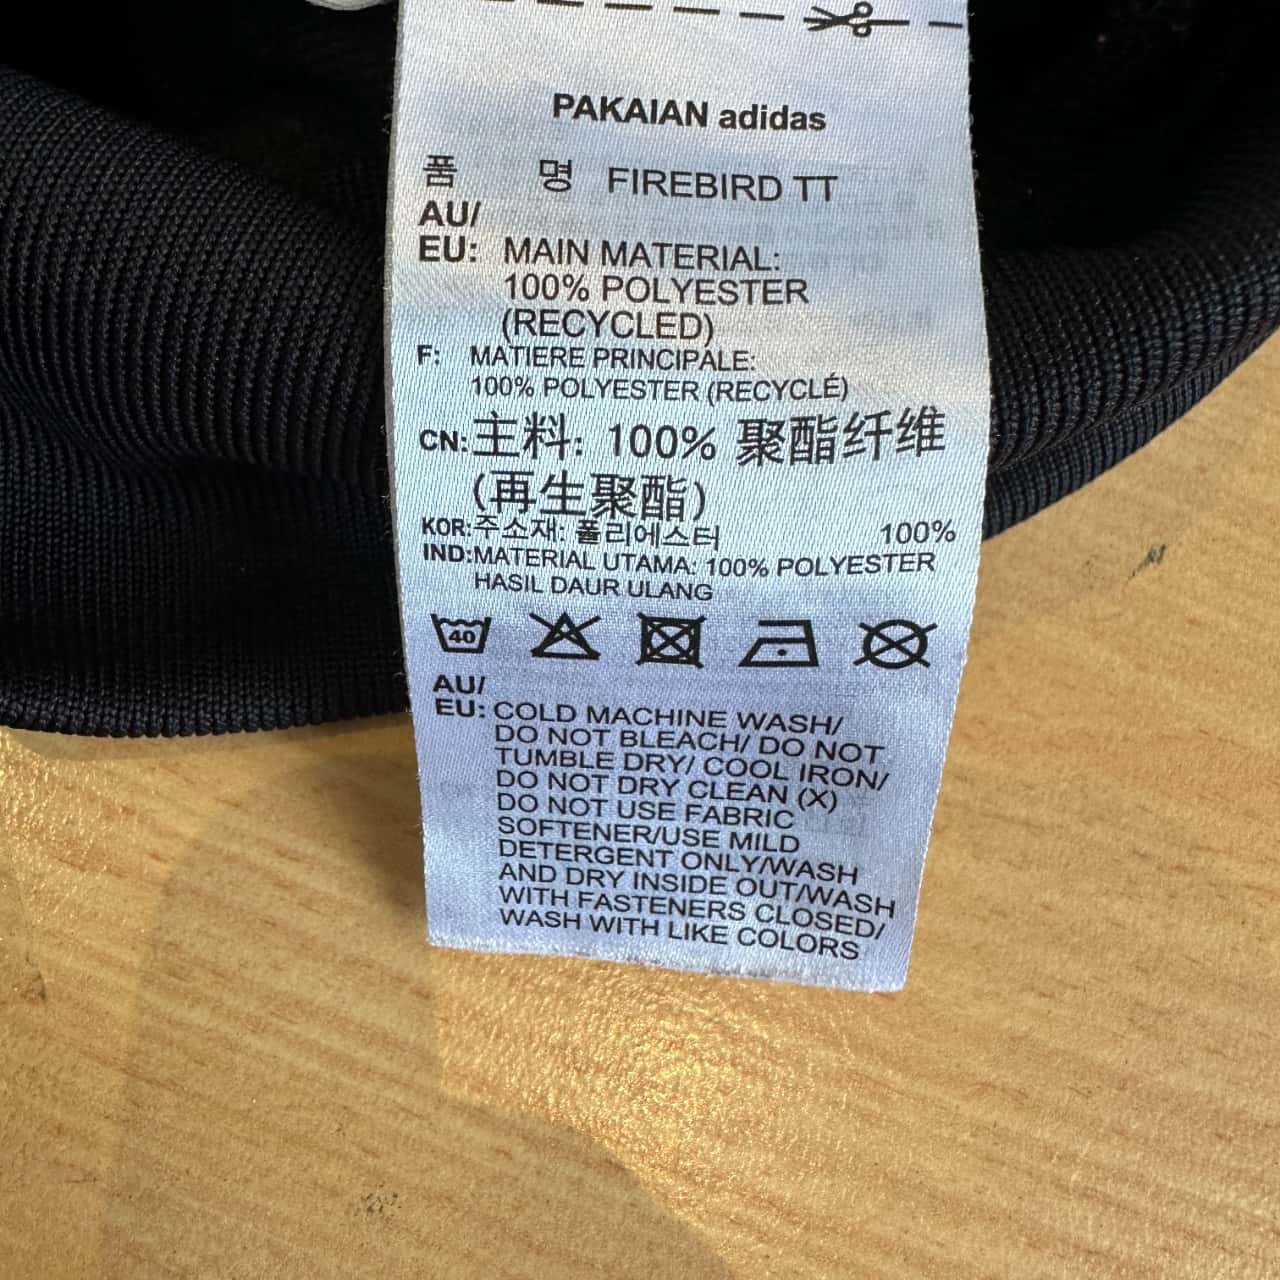 PAKAIAN adidas
품 명 FIREBIRD TT
AU/
EU: MAIN MATERIAL:
100% POLYESTER
(RECYCLED)
F: MATIERE PRINCIPALE:
100% POLYESTER (RECYCLÉ)
CN: 主料: 100% 聚酯纤维
(再生聚酯)
KOR: 주소재: 폴리에스터 100%
IND: MATERIAL UTAMA: 100% POLYESTER
HASIL DAUR ULANG
40
AU/
EU: COLD MACHINE WASH/
DO NOT BLEACH/ DO NOT
TUMBLE DRY/ COOL IRON/
DO NOT DRY CLEAN (X)
DO NOT USE FABRIC
SOFTENER/USE MILD
DETERGENT ONLY/WASH
AND DRY INSIDE OUT/WASH
WITH FASTENERS CLOSED/
WASH WITH LIKE COLORS